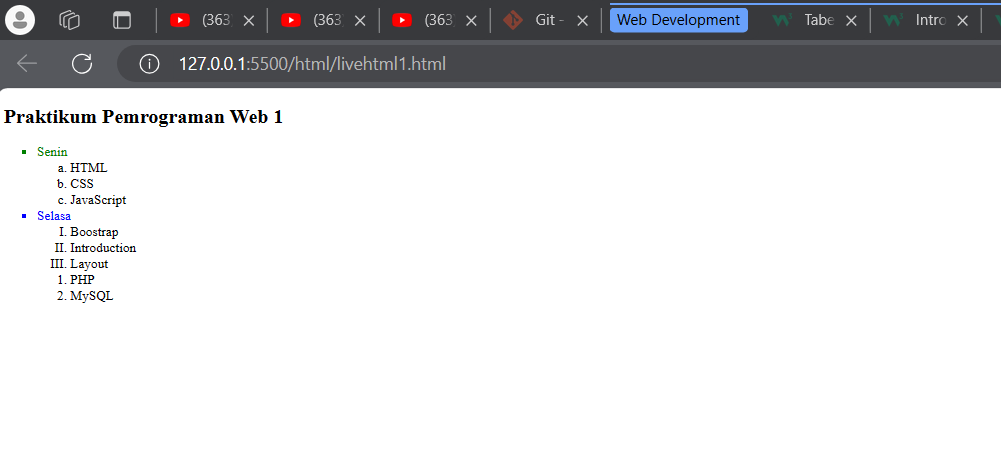 (363 (363 (363 Git - Web Development Tabe Intro
127.0.0.1:5500/html/livehtml1.html
Praktikum Pemrograman Web 1
Senin
a. HTML
b. CSS
c. JavaScript
Selasa
I. Boostrap
II. Introduction
III. Layout
1. PHP
2. MySQL